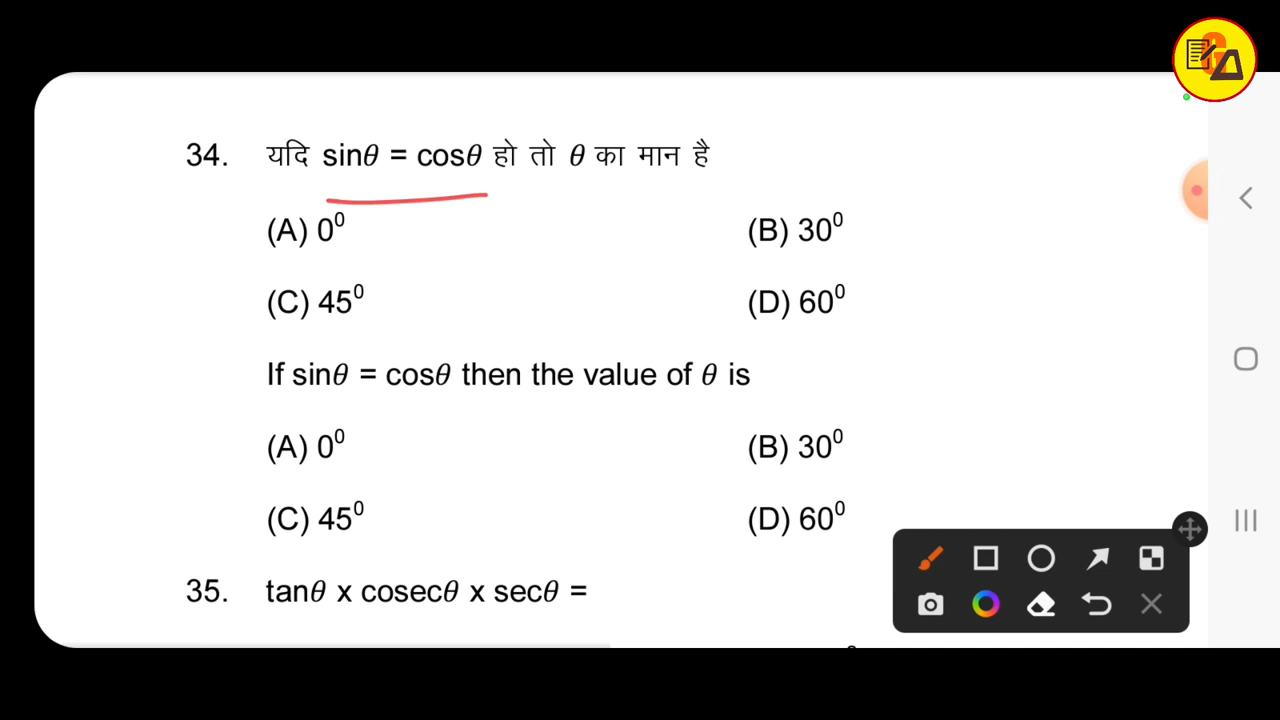 34. यदि sinθ = cosθ हो तो θ का मान है
(A) 0⁰ (B) 30⁰
(C) 45⁰ (D) 60⁰
If sinθ = cosθ then the value of θ is
(A) 0⁰ (B) 30⁰
(C) 45⁰ (D) 60⁰
35. tanθ x cosecθ x secθ =